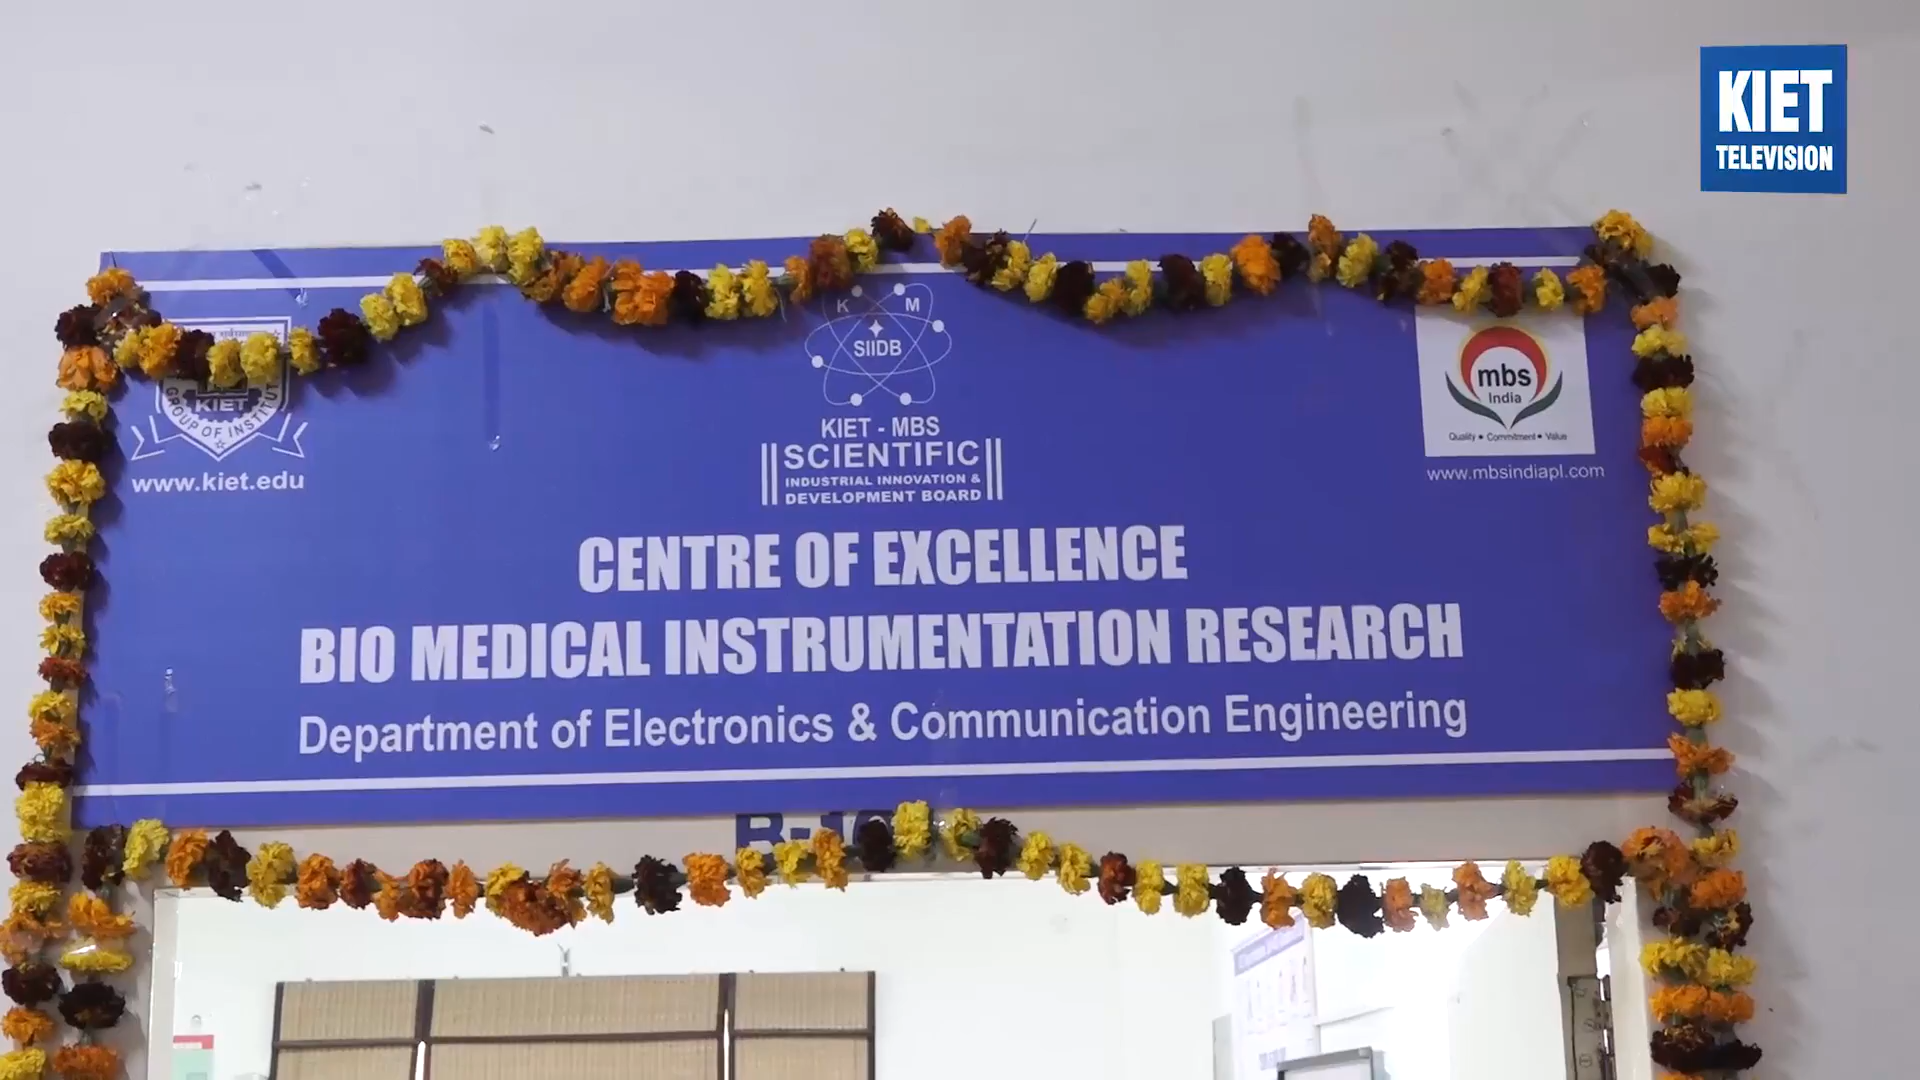 KIET
TELEVISION
K M
SIIDB
KIET - MBS
SCIENTIFIC
INDUSTRIAL INNOVATION &
DEVELOPMENT BOARD
KIET
GROUP OF INSTITUT
www.kiet.edu
mbs
India
Quality • Commitment • Value
www.mbsindiapl.com
CENTRE OF EXCELLENCE
BIO MEDICAL INSTRUMENTATION RESEARCH
Department of Electronics & Communication Engineering